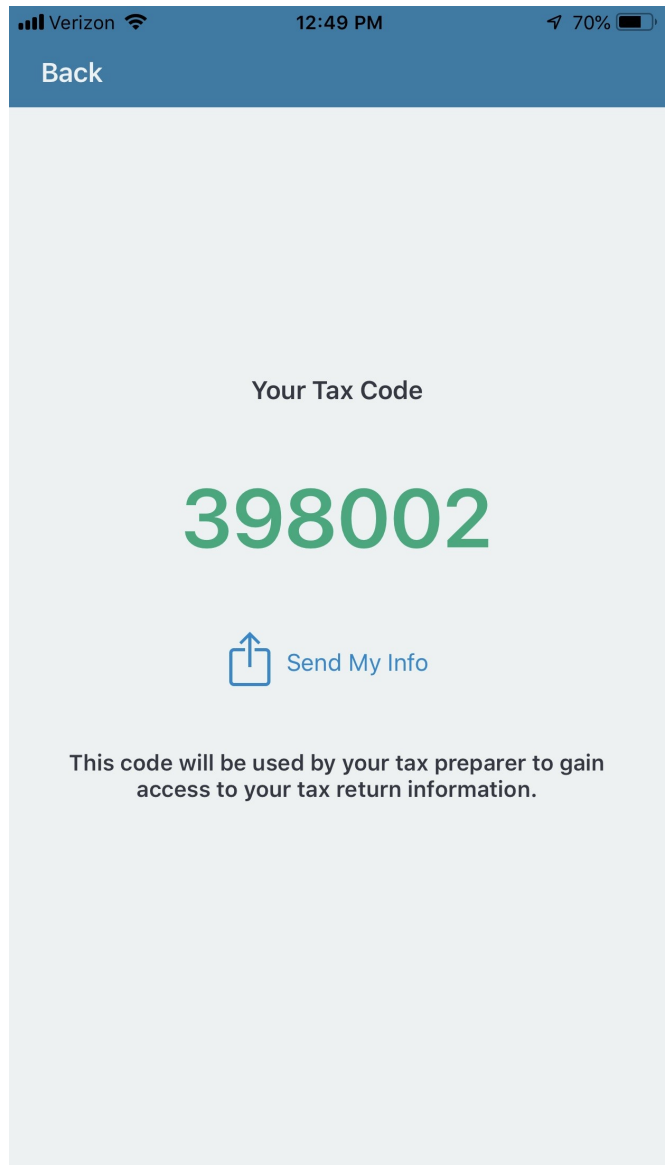 Verizon 12:49 PM 70%
Back
Your Tax Code
398002
Send My Info
This code will be used by your tax preparer to gain
access to your tax return information.